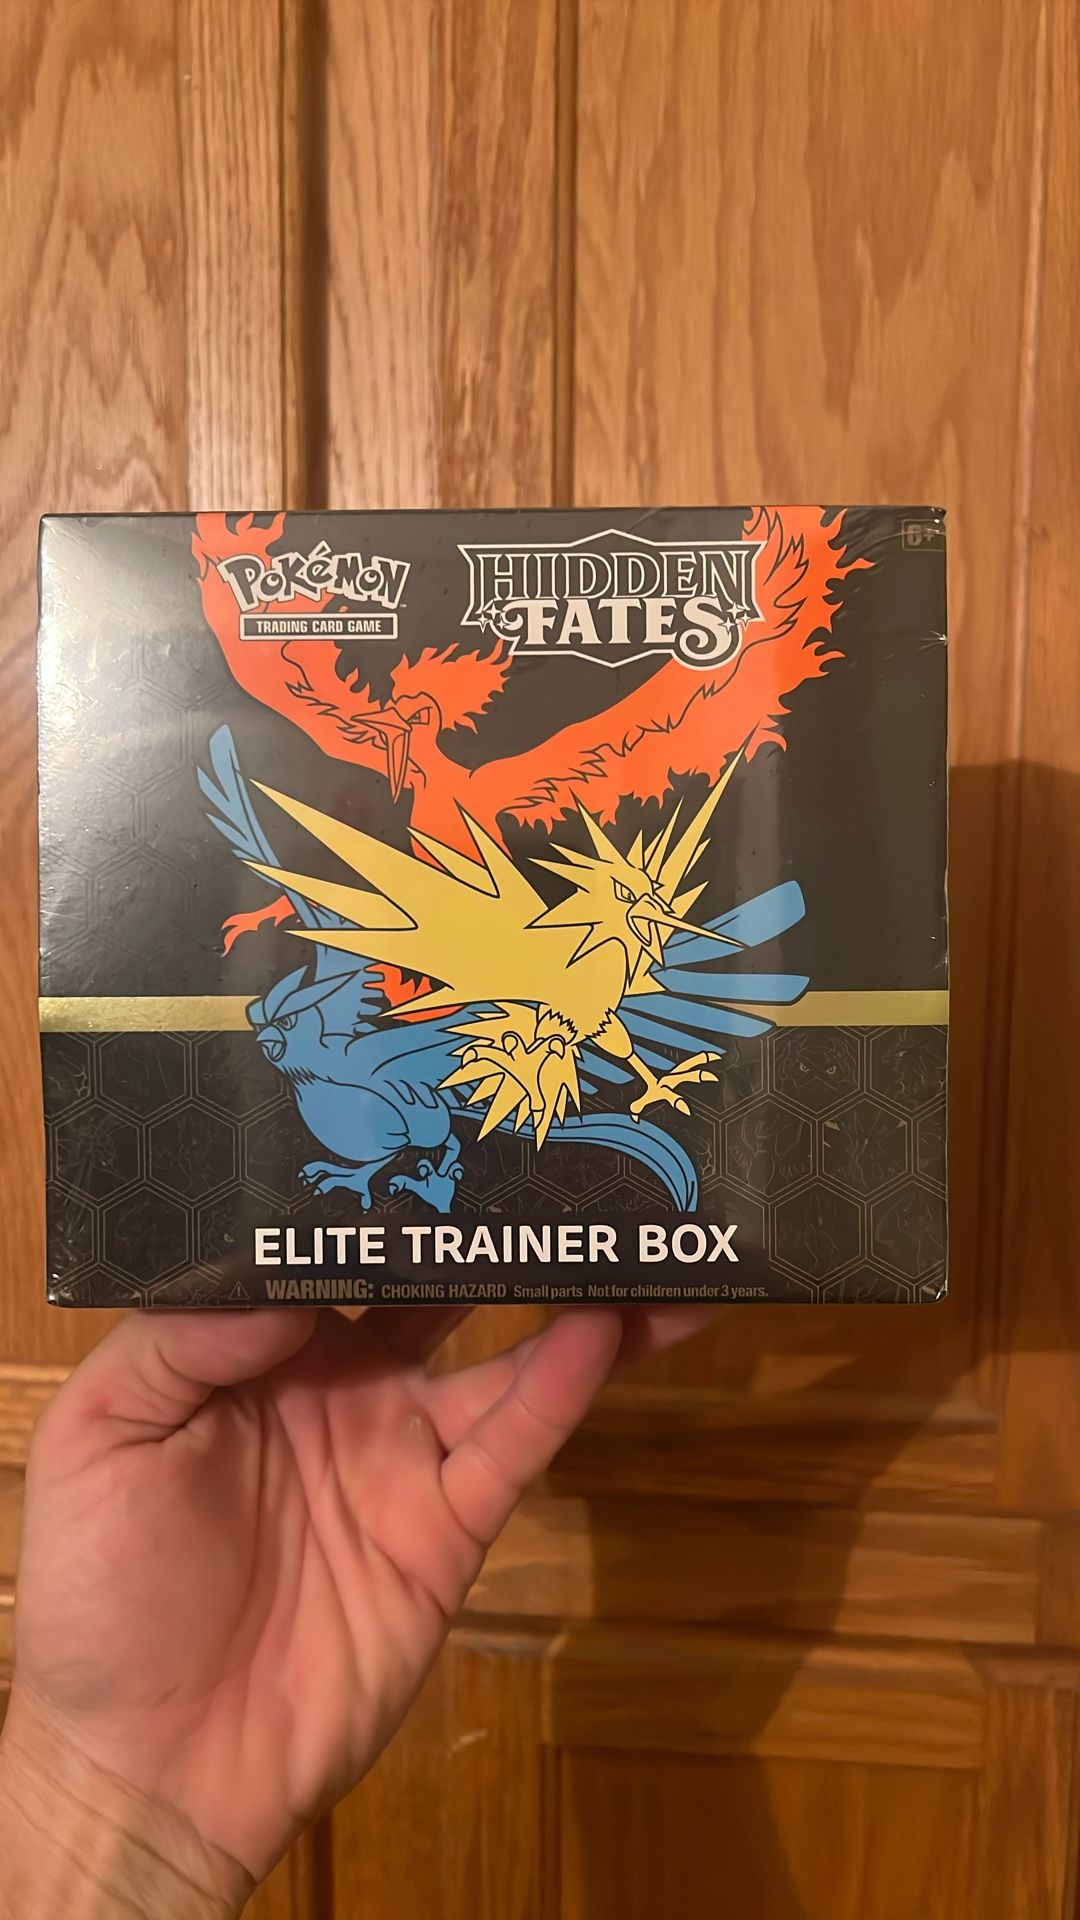 POKéMON
TRADING CARD GAME
HIDDEN
FATES
6+
ELITE TRAINER BOX
WARNING: CHOKING HAZARD Small parts Not for children under 3 years.